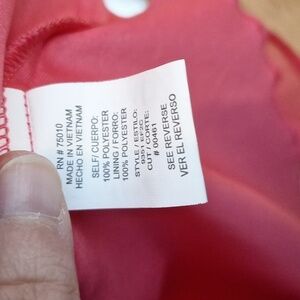 RN # 75010
MADE IN VIETNAM
HECHO EN VIETNAM
SELF/CUERPO:
100% POLYESTER
LINING / FORRO:
100% POLYESTER
STYLE / ESTILO:
CUT / CORTE:
# 00461
SEE REVERSE
VER EL REVERSO